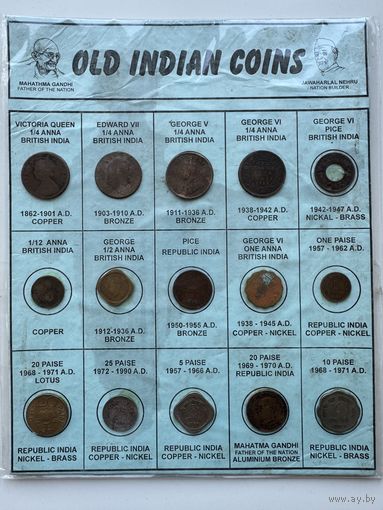 OLD INDIAN COINS
MAHATHMA GANDHI
FATHER OF THE NATION
JAWAHARLAL NEHRU
NATION BUILDER
VICTORIA QUEEN
1/4 ANNA
BRITISH INDIA
1862-1901 A.D.
COPPER
EDWARD VII
1/4 ANNA
BRITISH INDIA
1903-1910 A.D.
BRONZE
GEORGE V
1/4 ANNA
BRITISH INDIA
1911-1936 A.D.
BRONZE
GEORGE VI
1/4 ANNA
BRITISH INDIA
1938-1942 A.D.
COPPER
GEORGE VI
PICE
BRITISH INDIA
1942-1947 A.D.
NICKAL - BRASS
1/12 ANNA
BRITISH INDIA
COPPER
GEORGE
1/2 ANNA
BRITISH INDIA
1912-1936 A.D.
BRONZE
PICE
REPUBLIC INDIA
1950-1955 A.D.
BRONZE
GEORGE VI
ONE ANNA
BRITISH INDIA
1938 - 1945 A.D.
COPPER - NICKEL
ONE PAISE
1957 - 1962 A.D.
REPUBLIC INDIA
COPPER - NICKEL
20 PAISE
1968 - 1971 A.D.
LOTUS
REPUBLIC INDIA
NICKEL - BRASS
25 PAISE
1972 - 1990 A.D.
REPUBLIC INDIA
COPPER - NICKEL
5 PAISE
1957 - 1966 A.D.
REPUBLIC INDIA
COPPER - NICKEL
20 PAISE
1969 - 1970 A.D.
REPUBLIC INDIA
MAHATMA GANDHI
FATHER OF THE NATION
ALUMINIUM BRONZE
10 PAISE
1968 - 1971 A.D.
REPUBLIC INDIA
NICKEL - BRASS
www.ay.by